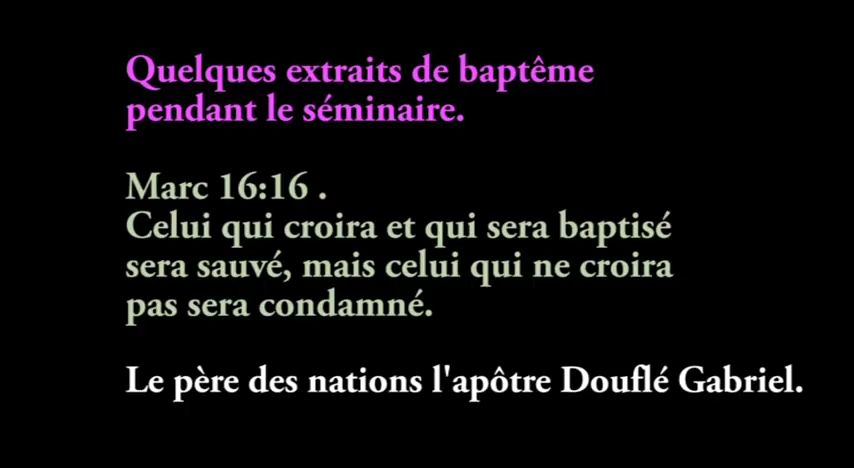 Quelques extraits de baptême
pendant le séminaire.
Marc 16:16 .
Celui qui croira et qui sera baptisé
sera sauvé, mais celui qui ne croira
pas sera condamné.
Le père des nations l'apôtre Douflé Gabriel.